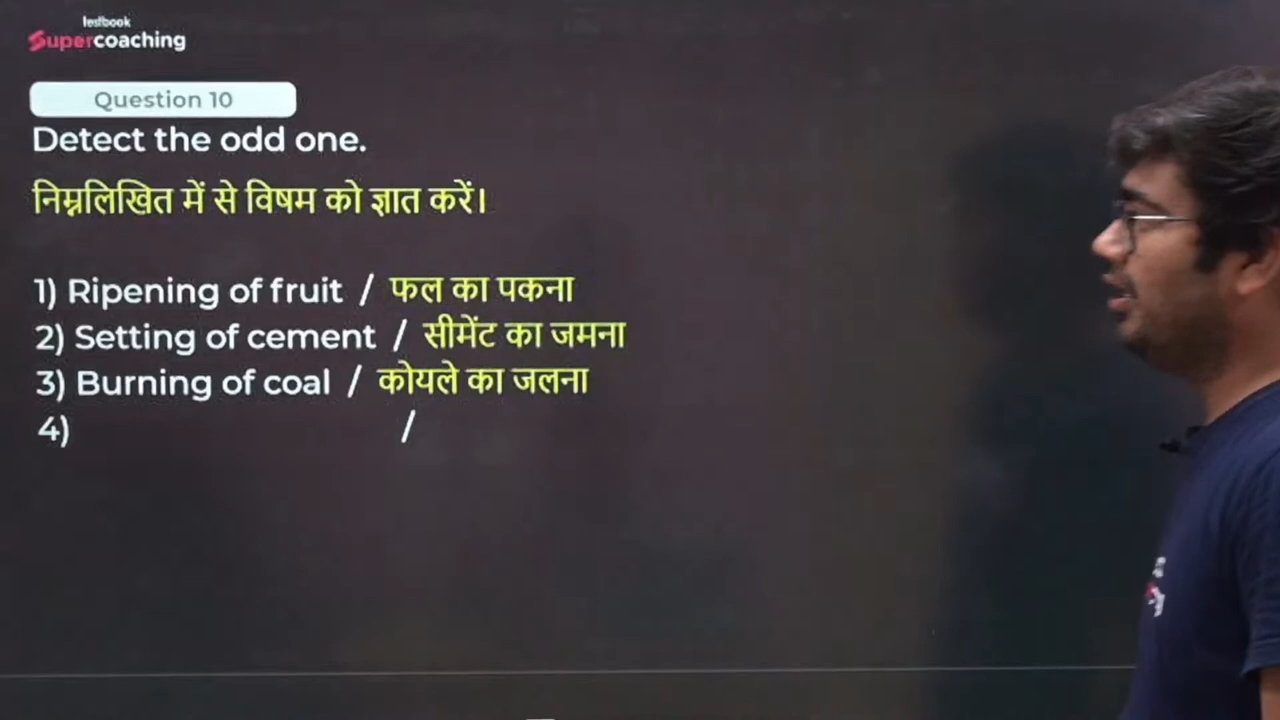 testbook
Supercoaching
Question 10
Detect the odd one.
निम्नलिखित में से विषम को ज्ञात करें।
1) Ripening of fruit / फल का पकना
2) Setting of cement / सीमेंट का जमना
3) Burning of coal / कोयले का जलना
4) /